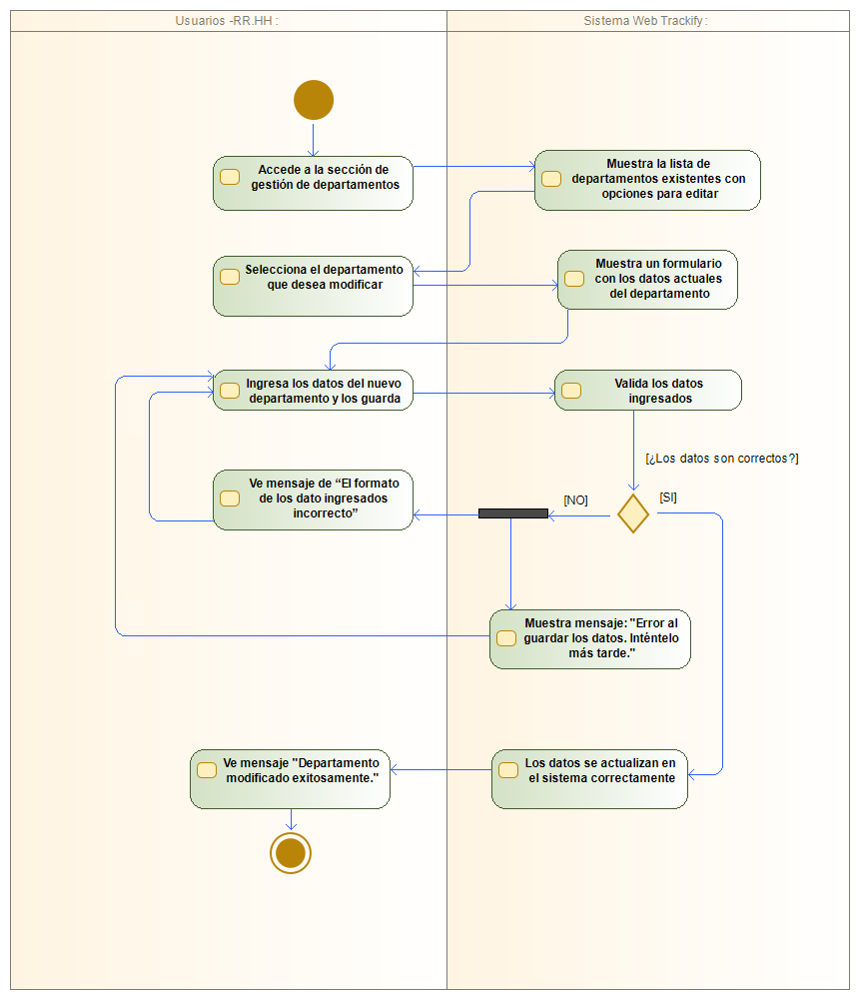 Usuarios -RR.HH :
Sistema Web Trackify :
Accede a la sección de
gestión de departamentos
Muestra la lista de
departamentos existentes con
opciones para editar
Selecciona el departamento
que desea modificar
Muestra un formulario
con los datos actuales
del departamento
Ingresa los datos del nuevo
departamento y los guarda
Valida los datos
ingresados
[¿Los datos son correctos?]
Ve mensaje de “El formato
de los dato ingresados
incorrecto”
[NO]
[SI]
Muestra mensaje: "Error al
guardar los datos. Inténtelo
más tarde."
Ve mensaje "Departamento
modificado exitosamente."
Los datos se actualizan en
el sistema correctamente